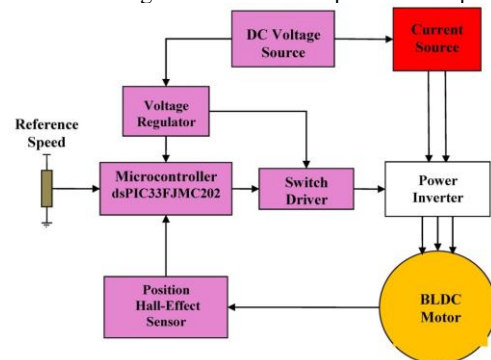 DC Voltage
Source
Current
Source
Voltage
Regulator
Reference
Speed
Microcontroller
dsPIC33FJMC202
Switch
Driver
Power
Inverter
Position
Hall-Effect
Sensor
BLDC
Motor